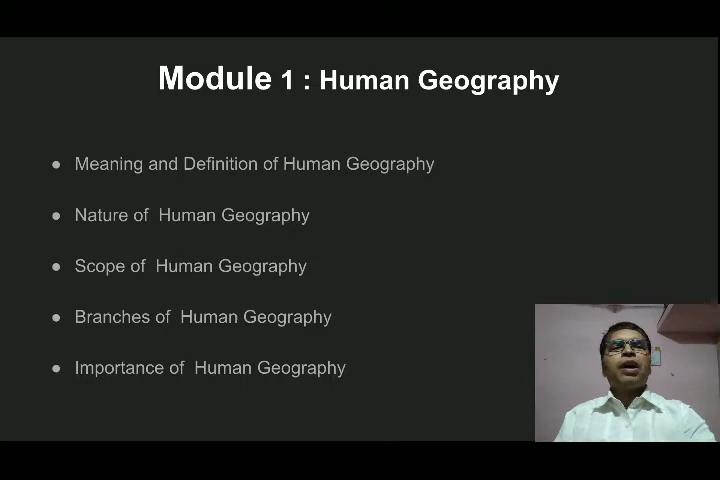 Module 1 : Human Geography
● Meaning and Definition of Human Geography
● Nature of Human Geography
● Scope of Human Geography
● Branches of Human Geography
● Importance of Human Geography